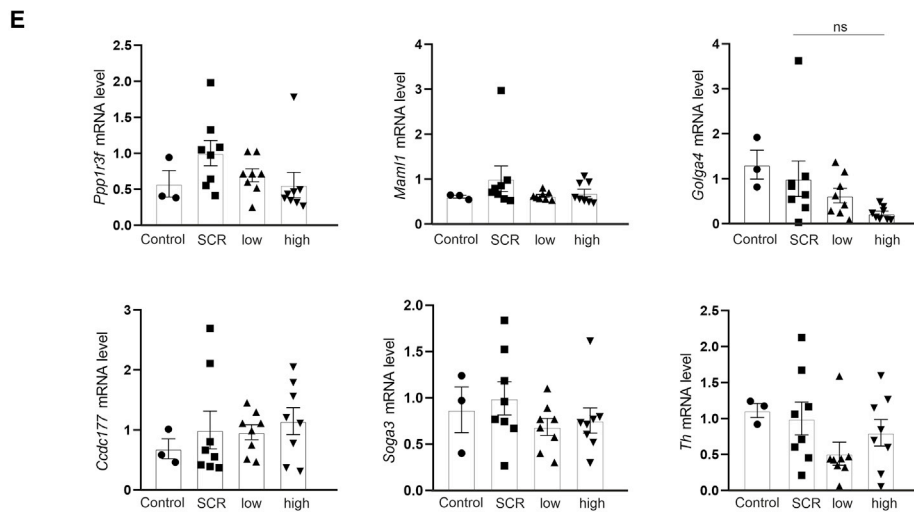 E
ns
Ppp1r3f mRNA level
2.5
2.0
1.5
1.0
0.5
0.0
Control SCR low high
Maml1 mRNA level
4
3
2
1
0
Control SCR low high
Golga4 mRNA level
4
3
2
1
0
Control SCR low high
Ccdc177 mRNA level
3
2
1
0
Control SCR low high
Soga3 mRNA level
2.0
1.5
1.0
0.5
0.0
Control SCR low high
Th mRNA level
2.5
2.0
1.5
1.0
0.5
0.0
Control SCR low high